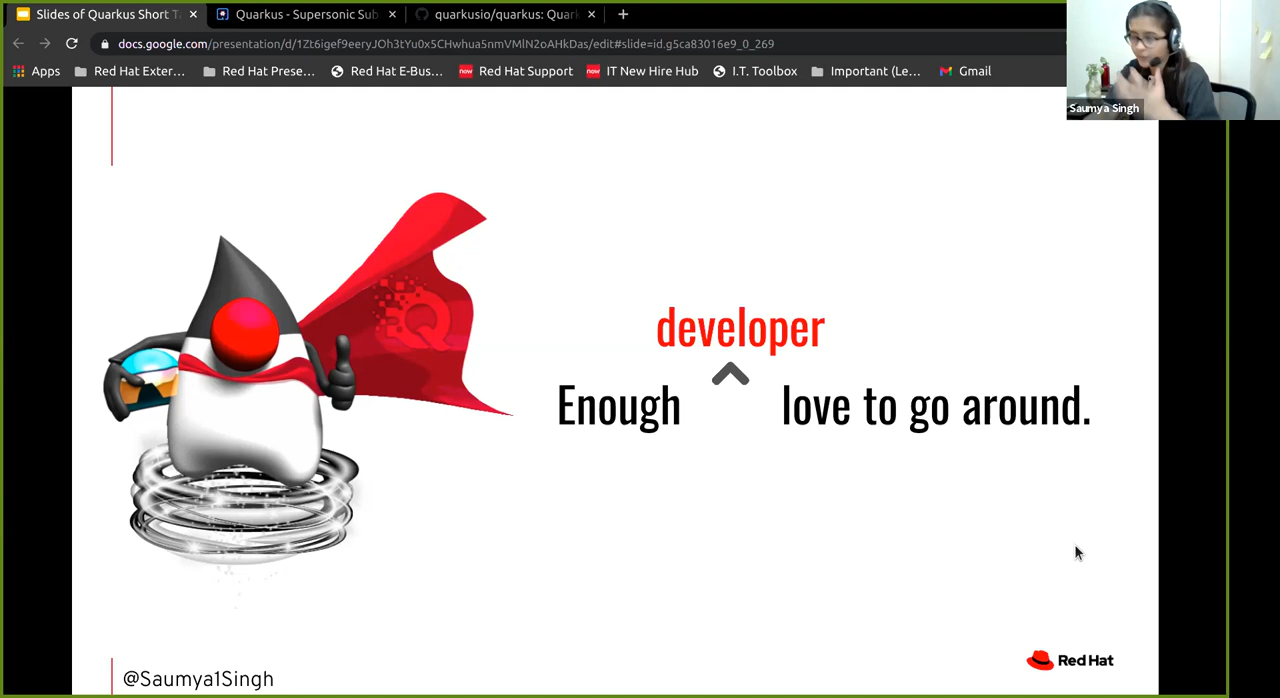 Slides of Quarkus Short T
Quarkus - Supersonic Sub
quarkusio/quarkus: Quark
docs.google.com/presentation/d/1Zt6igef9eeryJOh3tYu0x5CHwhua5nmVMlN2oAHkDas/edit#slide=id.g5ca83016e9_0_269
Apps
Red Hat Exter...
Red Hat Prese...
Red Hat E-Bus...
now
Red Hat Support
now
IT New Hire Hub
I.T. Toolbox
Important (Le...
Gmail
Saumya Singh
Q
developer
Enough ^ love to go around.
@Saumya1Singh
Red Hat